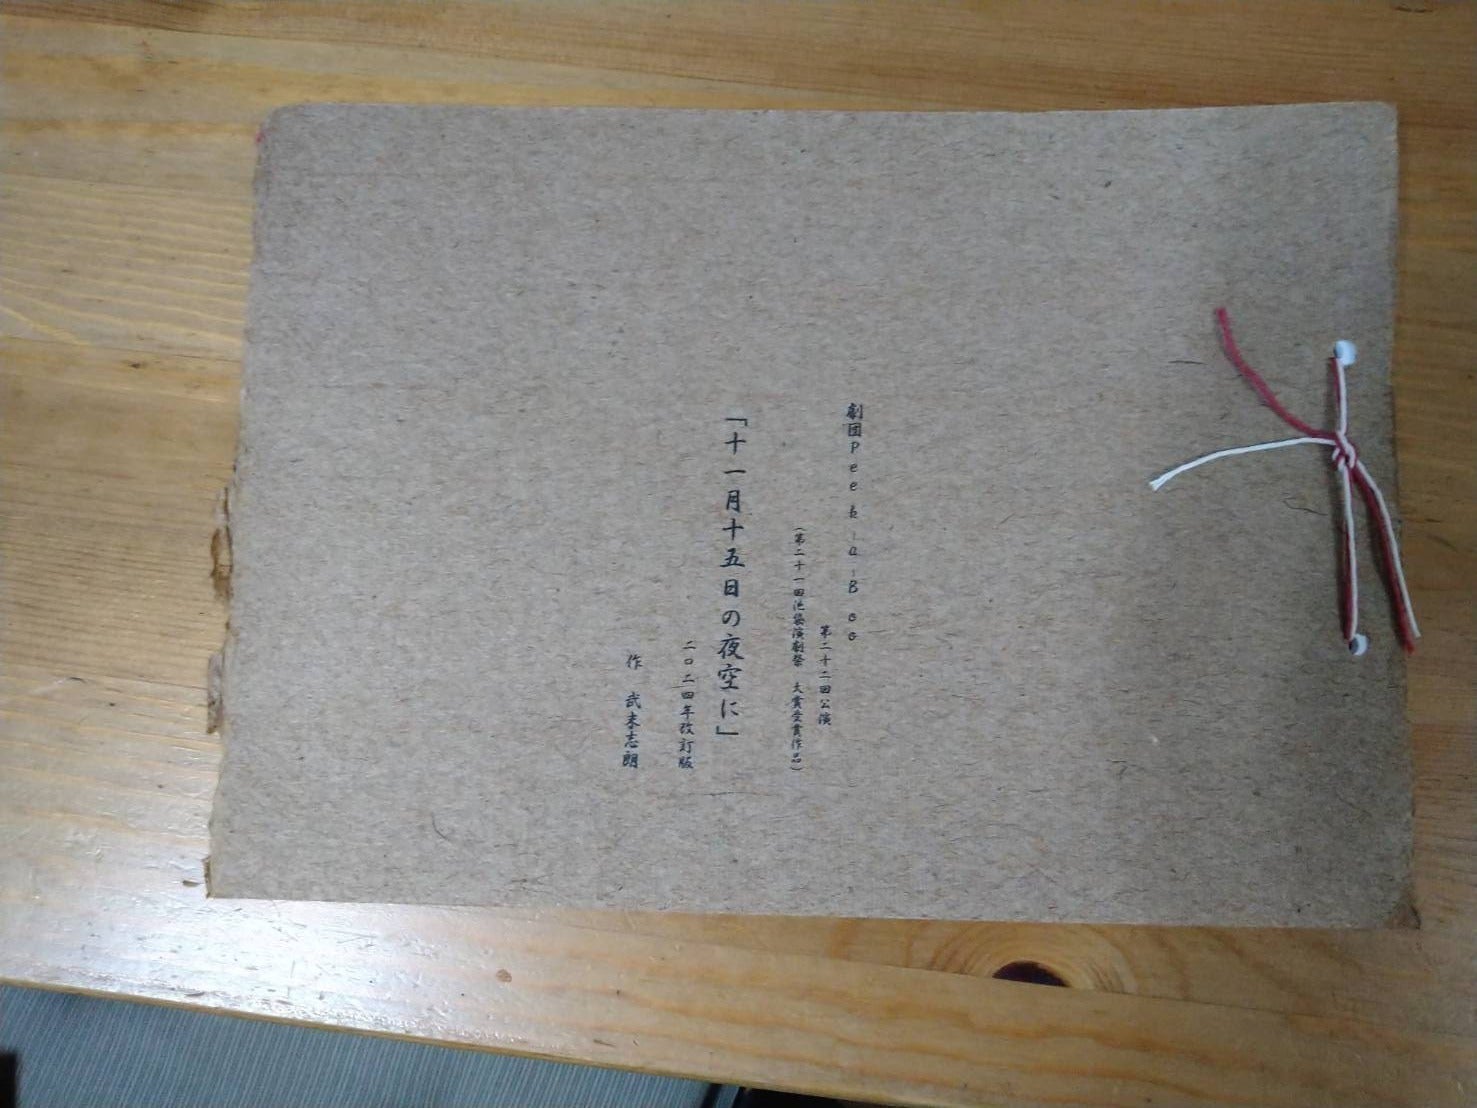 劇団Peek-a-Boo
第二十二回公演
(第二十一回池袋演劇祭　大賞受賞作品)
「十一月十五日の夜空に」
二〇二四年改訂版
作　武末志朗